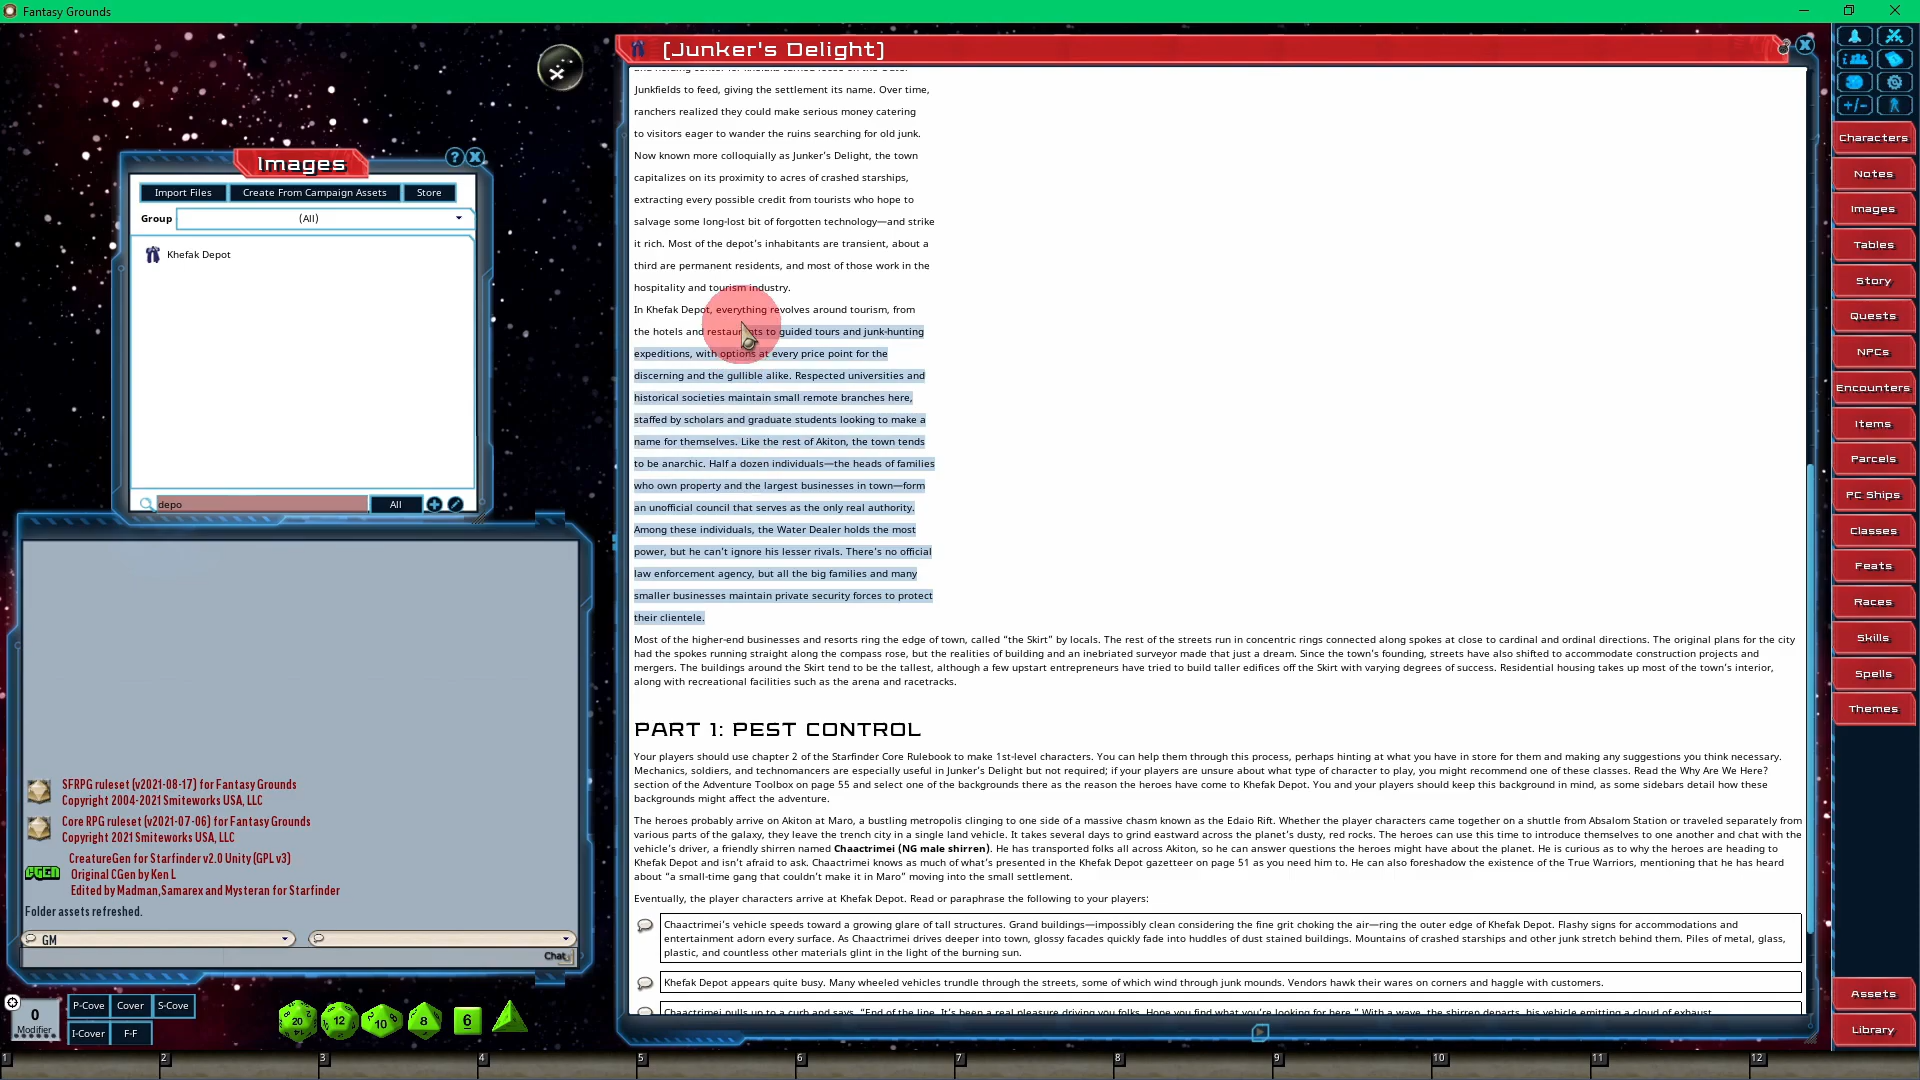 Fantasy Grounds
[Junker's Delight]
Images
Import Files
Create From Campaign Assets
Store
Group
(All)
Khefak Depot
depo
All
Junkfields to feed, giving the settlement its name. Over time,
ranchers realized they could make serious money catering
to visitors eager to wander the ruins searching for old junk.
Now known more colloquially as Junker's Delight, the town
capitalizes on its proximity to acres of crashed starships,
extracting every possible credit from tourists who hope to
salvage some long-lost bit of forgotten technology—and strike
it rich. Most of the depot's inhabitants are transient, about a
third are permanent residents, and most of those work in the
hospitality and tourism industry.
In Khefak Depot, everything revolves around tourism, from
the hotels and restaurants to guided tours and junk-hunting
expeditions, with options at every price point for the
discerning and the gullible alike. Respected universities and
historical societies maintain small remote branches here,
staffed by scholars and graduate students looking to make a
name for themselves. Like the rest of Akiton, the town tends
to be anarchic. Half a dozen individuals—the heads of families
who own property and the largest businesses in town—form
an unofficial council that serves as the only real authority.
Among these individuals, the Water Dealer holds the most
power, but he can't ignore his lesser rivals. There's no official
law enforcement agency, but all the big families and many
smaller businesses maintain private security forces to protect
their clientele.
Most of the higher-end businesses and resorts ring the edge of town, called "the Skirt" by locals. The rest of the streets run in concentric rings connected along spokes at close to cardinal and ordinal directions. The original plans for the city
had the spokes running straight along the compass rose, but the realities of building and an inebriated surveyor made that just a dream. Since the town's founding, streets have also shifted to accommodate construction projects and
mergers. The buildings around the Skirt tend to be the tallest, although a few upstart entrepreneurs have tried to build taller edifices off the Skirt with varying degrees of success. Residential housing takes up most of the town's interior,
along with recreational facilities such as the arena and racetracks.
PART 1: PEST CONTROL
Your players should use chapter 2 of the Starfinder Core Rulebook to make 1st-level characters. You can help them through this process, perhaps hinting at what you have in store for them and making any suggestions you think necessary.
Mechanics, soldiers, and technomancers are especially useful in Junker's Delight but not required; if your players are unsure about what type of character to play, you might recommend one of these classes. Read the Why Are We Here?
section of the Adventure Toolbox on page 55 and select one of the backgrounds there as the reason the heroes have come to Khefak Depot. You and your players should keep this background in mind, as some sidebars detail how these
backgrounds might affect the adventure.
The heroes probably arrive on Akiton at Maro, a bustling metropolis clinging to one side of a massive chasm known as the Edaio Rift. Whether the player characters came together on a shuttle from Absalom Station or traveled separately from
various parts of the galaxy, they leave the trench city in a single land vehicle. It takes several days to grind eastward across the planet's dusty, red rocks. The heroes can use this time to introduce themselves to one another and chat with the
vehicle's driver, a friendly shirren named Chaactrimei (NG male shirren). He has transported folks all across Akiton, so he can answer questions the heroes might have about the planet. He is curious as to why the heroes are heading to
Khefak Depot and isn't afraid to ask. Chaactrimei knows as much of what's presented in the Khefak Depot gazetteer on page 51 as you need him to. He can also foreshadow the existence of the True Warriors, mentioning that he has heard
about "a small-time gang that couldn't make it in Maro" moving into the small settlement.
Eventually, the player characters arrive at Khefak Depot. Read or paraphrase the following to your players:
Chaactrimei's vehicle speeds toward a growing glare of tall structures. Grand buildings—impossibly clean considering the fine grit choking the air—ring the outer edge of Khefak Depot. Flashy signs for accommodations and
entertainment adorn every surface. As Chaactrimei drives deeper into town, glossy facades quickly fade into huddles of dust stained buildings. Mountains of crashed starships and other junk stretch behind them. Piles of metal, glass,
plastic, and countless other materials glint in the light of the burning sun.
Khefak Depot appears quite busy. Many wheeled vehicles trundle through the streets, some of which wind through junk mounds. Vendors hawk their wares on corners and haggle with customers.
Chaactrimei pulls up to a curb and says, "End of the line. It's been a real pleasure driving you folks. Hope you find what you're looking for here." With a wave, the shirren departs, his vehicle emitting a cloud of exhaust.
SFRPG ruleset (v2021-08-17) for Fantasy Grounds
Copyright 2004-2021 Smiteworks USA, LLC
Core RPG ruleset (v2021-07-06) for Fantasy Grounds
Copyright 2021 Smiteworks USA, LLC
CGEN
CreatureGen for Starfinder v2.0 Unity (GPL v3)
Original CGen by Ken L
Edited by Madman,Samarex and Mysteran for Starfinder
Folder assets refreshed.
GM
Chat
0
Modifier
P-Cove
Cover
S-Cove
I-Cover
F-F
20
12
10
8
6
+/-
Characters
Notes
Images
Tables
Story
Quests
NPCs
Encounters
Items
Parcels
PC Ships
Classes
Feats
Races
Skills
Spells
Themes
Assets
Library
1
2
3
4
5
6
7
8
9
10
11
12